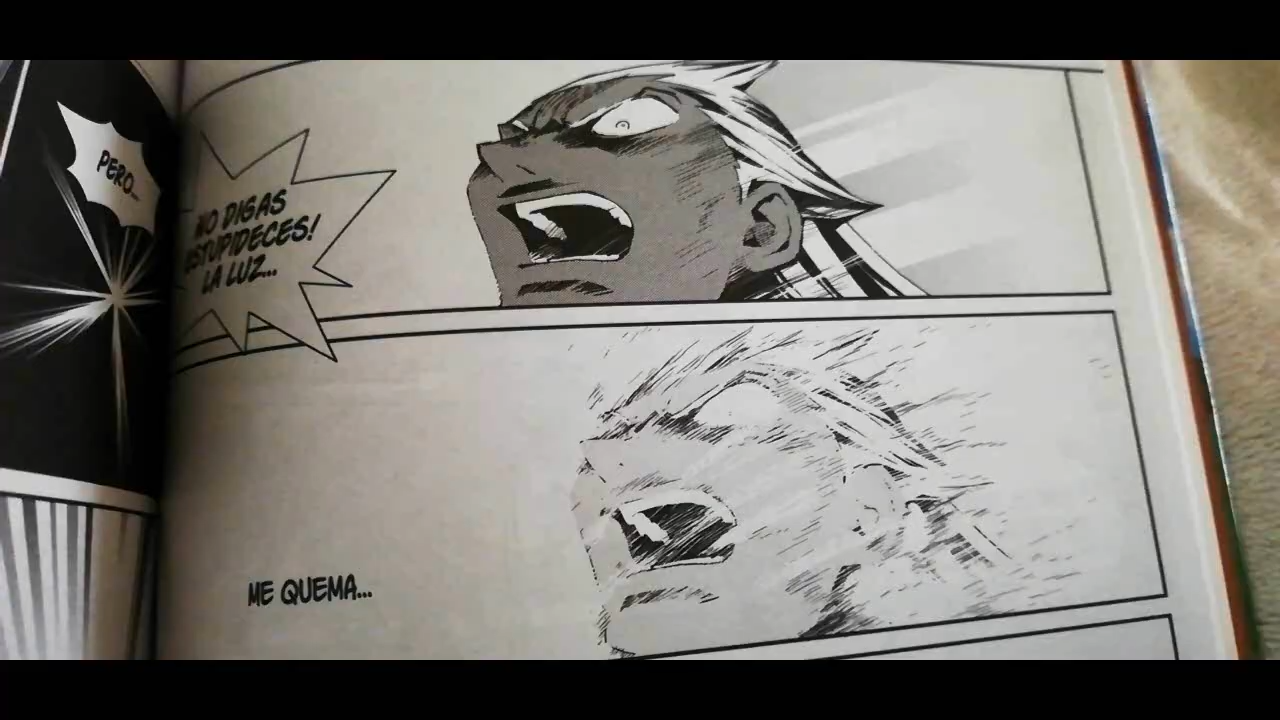 PERO...
NO DIGAS
ESTUPIDECES!
LA LUZ...
ME QUEMA...